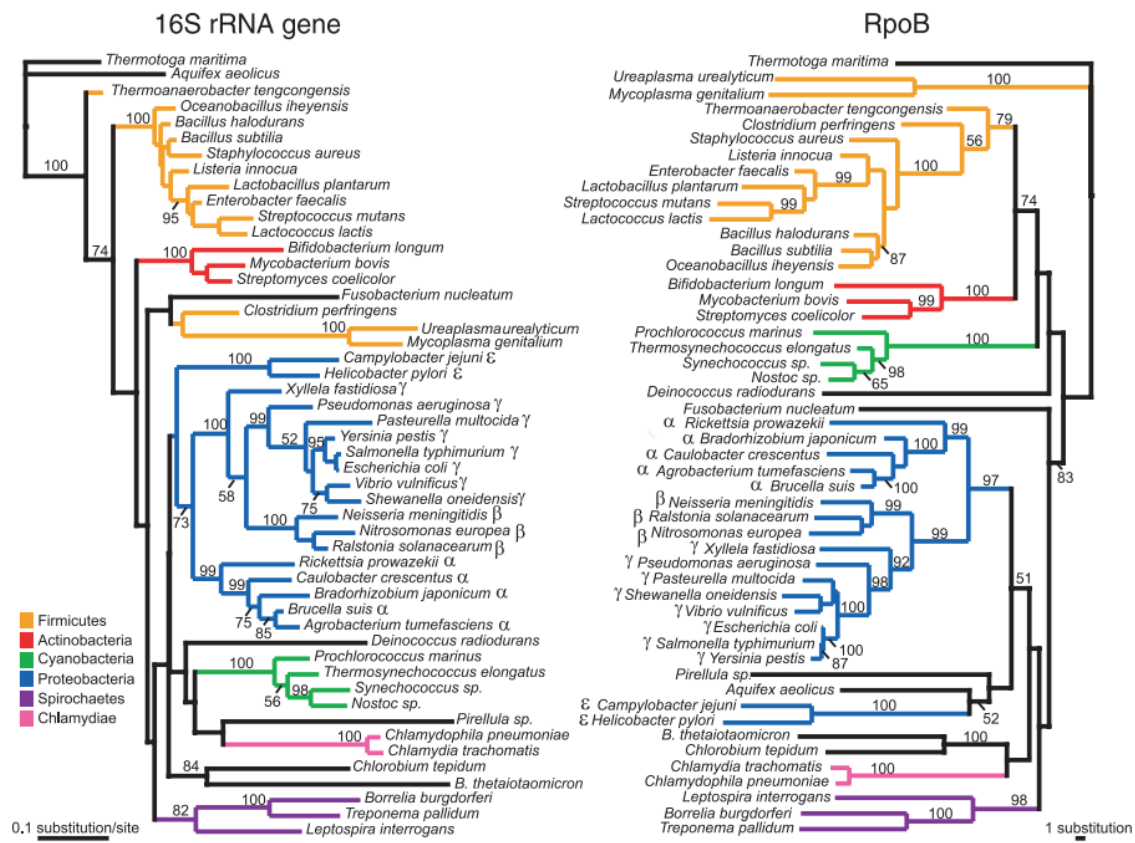 16S rRNA gene
Thermotoga maritima
Aquifex aeolicus
Thermoanaerobacter tengcongensis
Oceanobacillus iheyensis
100
Bacillus halodurans
Bacillus subtilia
Staphylococcus aureus
100
Listeria innocua
Lactobacillus plantarum
Enterobacter faecalis
95
Streptococcus mutans
Lactococcus lactis
74
100
Bifidobacterium longum
Mycobacterium bovis
Streptomyces coelicolor
Fusobacterium nucleatum
Clostridium perfringens
100
Ureaplasmaurealyticum
Mycoplasma genitalium
100
Campylobacter jejuni ε
Helicobacter pylori ε
Xyllela fastidiosa γ
Pseudomonas aeruginosa γ
99
Pasteurella multocida γ
100
52
95
Yersinia pestis γ
Salmonella typhimurium γ
Escherichia coli γ
58
Vibrio vulnificus γ
75
Shewanella oneidensis γ
73
100
Neisseria meningitidis β
Nitrosomonas europea β
Ralstonia solanacearum β
Rickettsia prowazekii α
99
99
Caulobacter crescentus α
Bradorhizobium japonicum α
75
Brucella suis α
85
Agrobacterium tumefasciens α
Deinococcus radiodurans
100
Prochlorococcus marinus
Thermosynechococcus elongatus
56
98
Synechococcus sp.
Nostoc sp.
Pirellula sp.
100
Chlamydophila pneumoniae
Chlamydia trachomatis
84
Chlorobium tepidum
B. thetaiotaomicron
82
100
Borrelia burgdorferi
Treponema pallidum
Leptospira interrogans
Firmicutes
Actinobacteria
Cyanobacteria
Proteobacteria
Spirochaetes
Chlamydiae
0.1 substitution/site
RpoB
Thermotoga maritima
Ureaplasma urealyticum
100
Mycoplasma genitalium
Thermoanaerobacter tengcongensis
79
Clostridium perfringens
56
Staphylococcus aureus
Listeria innocua
100
Enterobacter faecalis
99
Lactobacillus plantarum
Streptococcus mutans
99
Lactococcus lactis
74
Bacillus halodurans
Bacillus subtilia
87
Oceanobacillus iheyensis
Bifidobacterium longum
100
Mycobacterium bovis
99
Streptomyces coelicolor
Prochlorococcus marinus
100
Thermosynechococcus elongatus
Synechococcus sp.
98
Nostoc sp.
65
Deinococcus radiodurans
Fusobacterium nucleatum
α Rickettsia prowazekii
99
α Bradorhizobium japonicum
100
α Caulobacter crescentus
α Agrobacterium tumefasciens
83
α Brucella suis
100
97
β Neisseria meningitidis
99
β Ralstonia solanacearum
β Nitrosomonas europea
99
γ Xyllela fastidiosa
92
γ Pseudomonas aeruginosa
98
γ Pasteurella multocida
51
γ Shewanella oneidensis
γ Vibrio vulnificus
100
γ Escherichia coli
γ Salmonella typhimurium
100
γ Yersinia pestis
87
Pirellula sp.
Aquifex aeolicus
ε Campylobacter jejuni
100
52
ε Helicobacter pylori
B. thetaiotaomicron
100
Chlorobium tepidum
Chlamydia trachomatis
100
Chlamydophila pneumoniae
Leptospira interrogans
98
Borrelia burgdorferi
100
Treponema pallidum
1 substitution